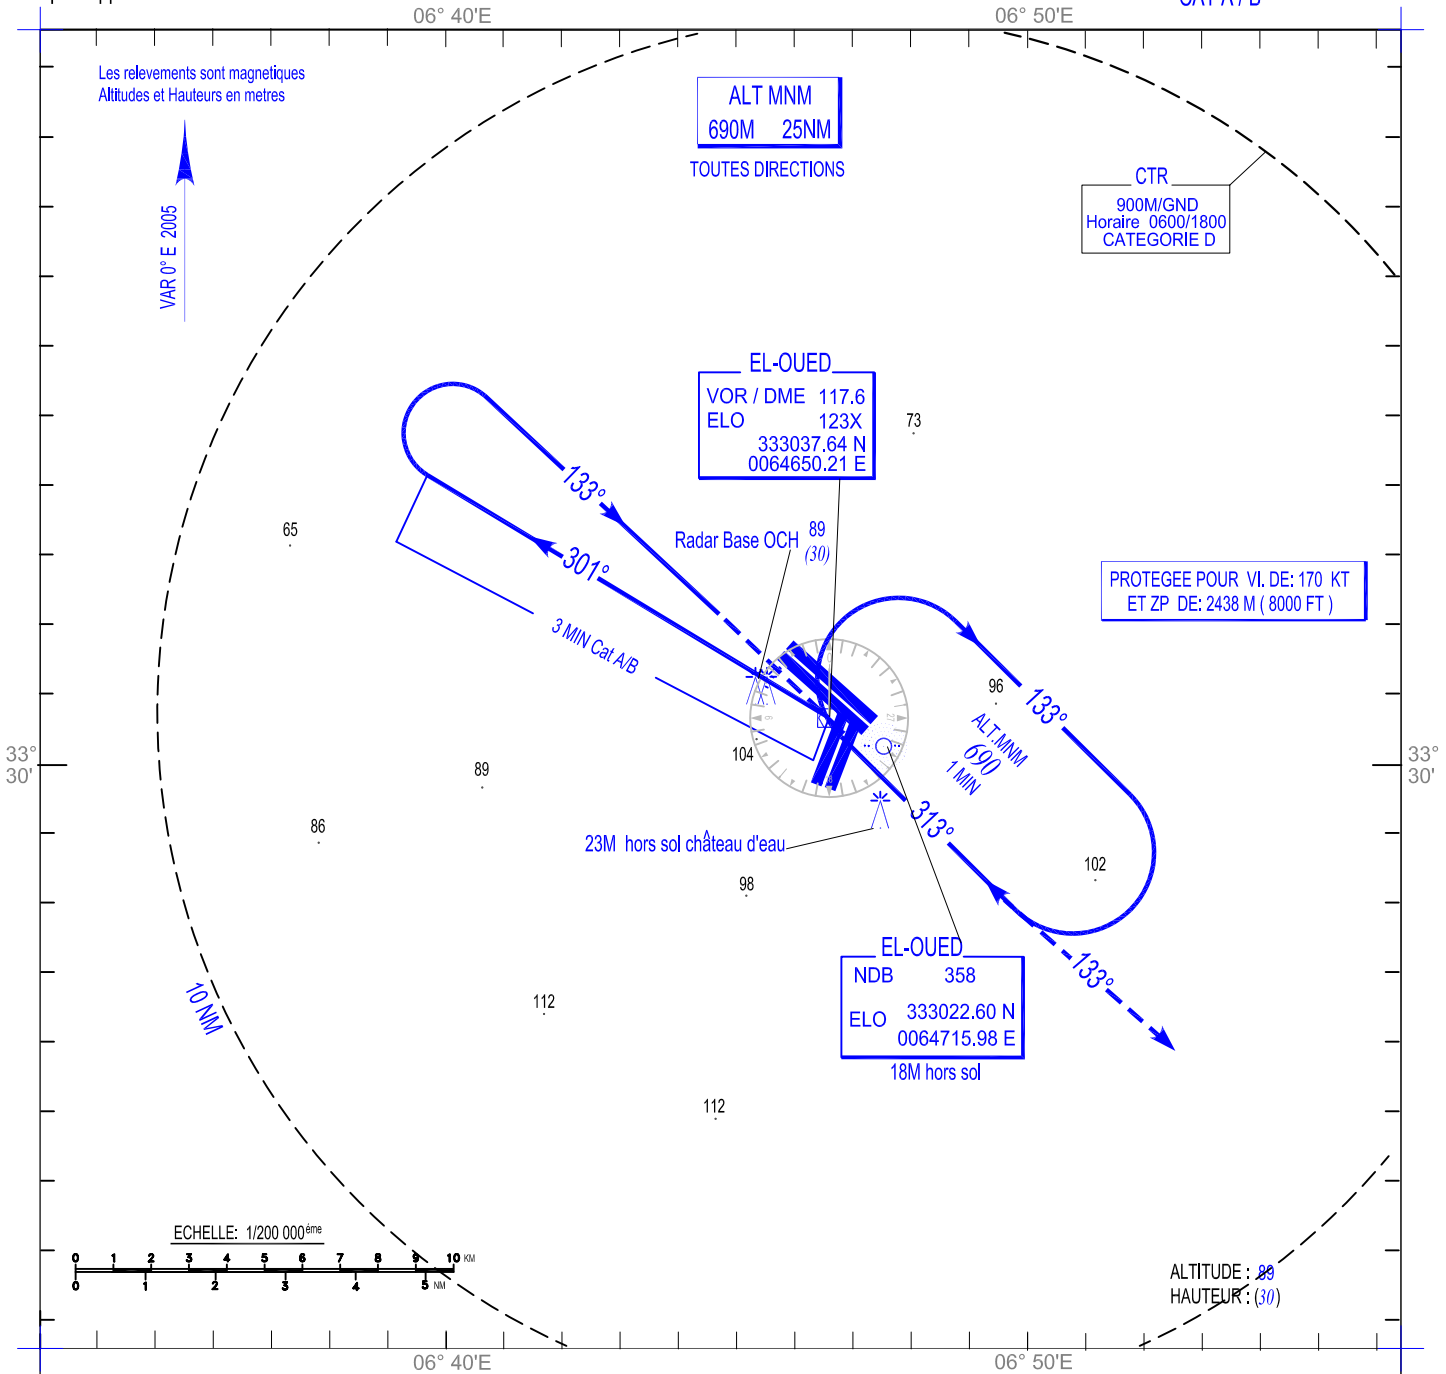 06° 40'E
06° 50'E
Les relevements sont magnetiques
Altitudes et Hauteurs en metres
VAR 0° E 2005
ALT MNM
690M 25NM
TOUTES DIRECTIONS
CTR
900M/GND
Horaire 0600/1800
CATEGORIE D
EL-OUED
VOR / DME 117.6
ELO 123X
333037.64 N
0064650.21 E
73
133°
65
Radar Base OCH 89
(30)
301°
3 MIN Cat A/B
PROTEGEE POUR VI. DE: 170 KT
ET ZP DE: 2438 M ( 8000 FT )
96
133°
ALT.MNM
690
1 MIN
33°
30'
104
33°
30'
89
86
313°
23M hors sol château d'eau
98
102
EL-OUED
NDB 358
ELO 333022.60 N
0064715.98 E
18M hors sol
133°
10 NM
112
112
ECHELLE: 1/200 000éme
0 1 2 3 4 5 6 7 8 9 10 KM
0 1 2 3 4 5 NM
ALTITUDE : 89
HAUTEUR : (30)
06° 40'E
06° 50'E